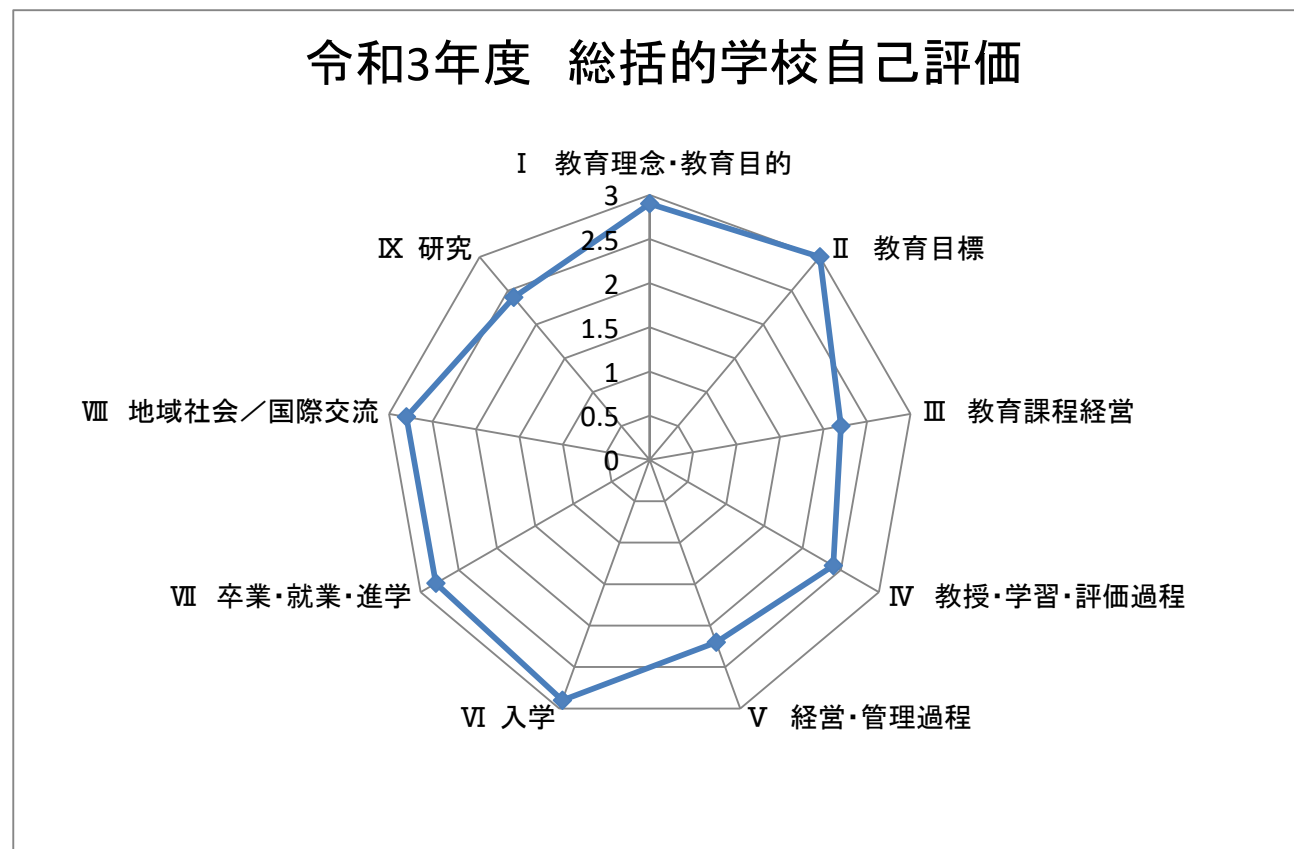 令和3年度　総括的学校自己評価
Ⅰ　教育理念・教育目的
3
2.5
2
1.5
1
0.5
0
Ⅱ　教育目標
Ⅲ　教育課程経営
Ⅳ　教授・学習・評価過程
Ⅴ　経営・管理過程
Ⅵ 入学
Ⅶ　卒業・就業・進学
Ⅷ　地域社会／国際交流
Ⅸ 研究